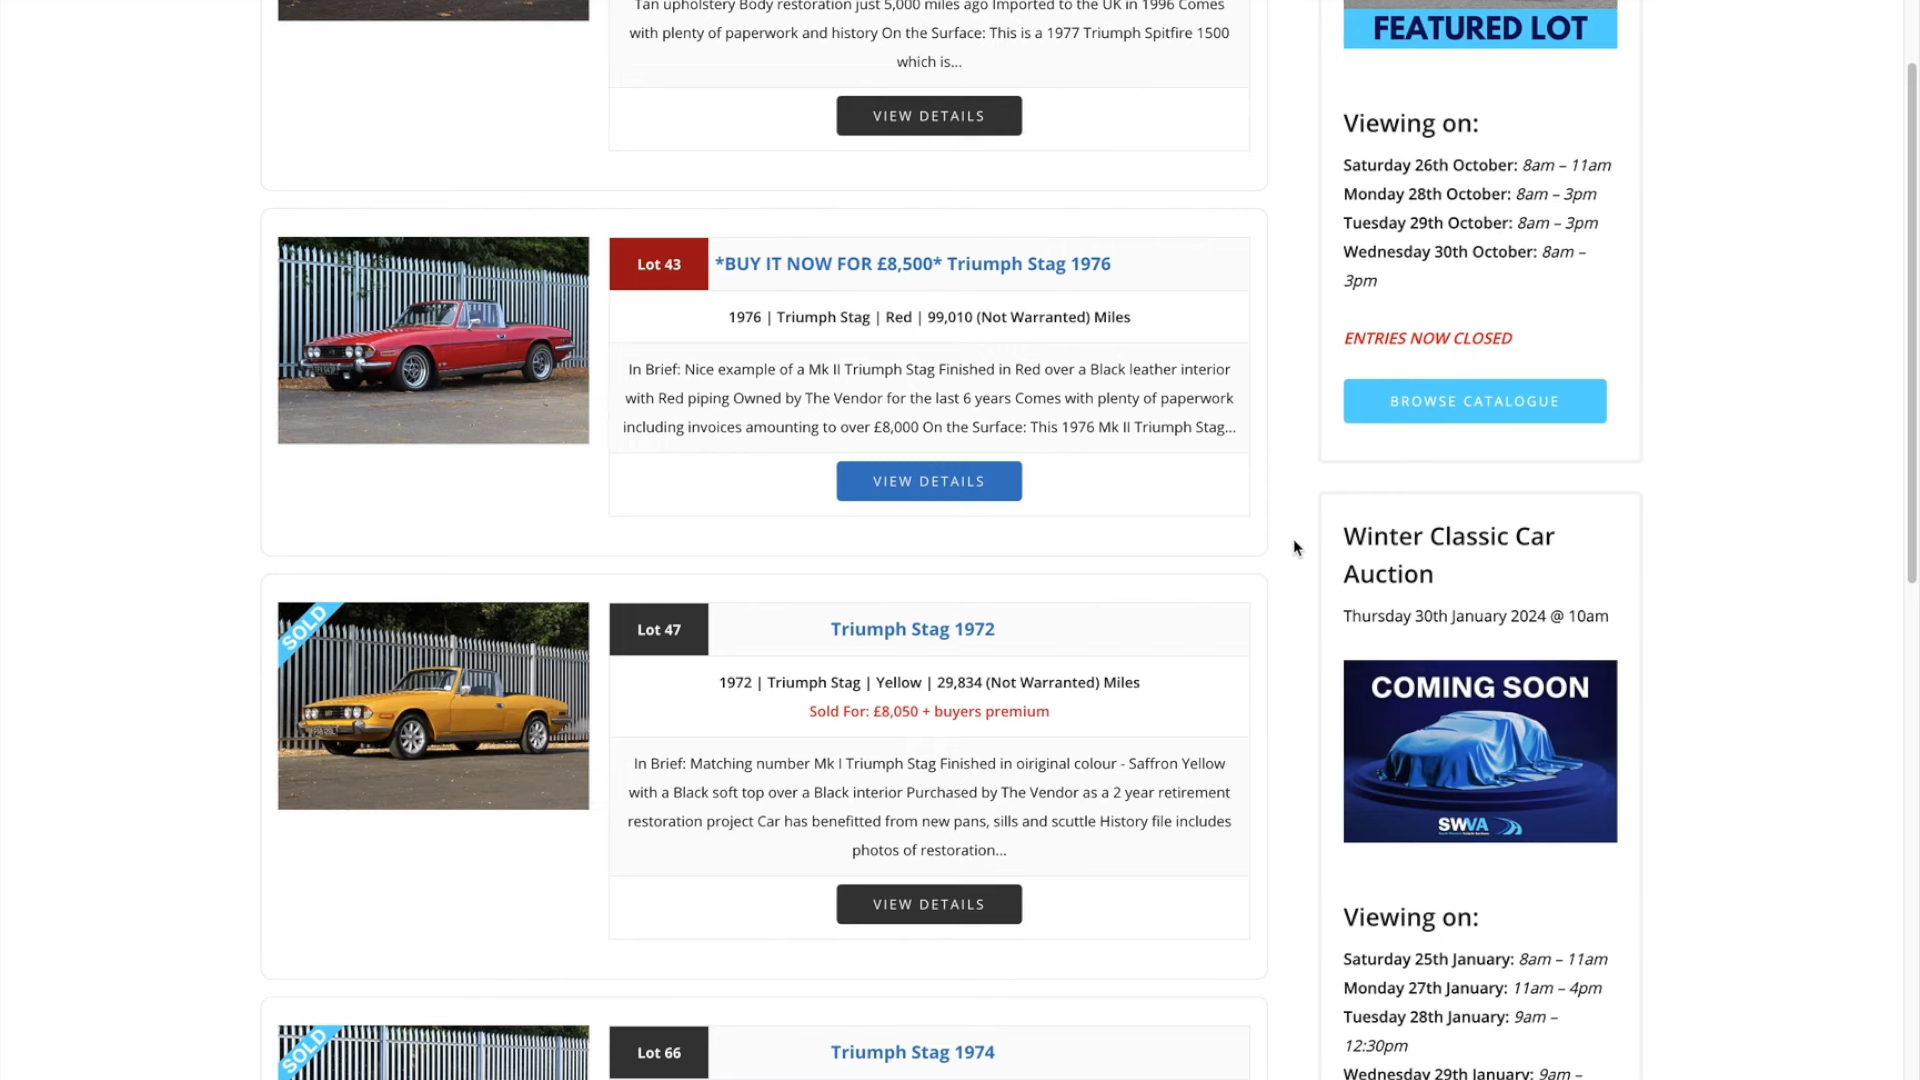 Tan upholstery Body restoration just 5,000 miles ago Imported to the UK in 1996 Comes
with plenty of paperwork and history On the Surface: This is a 1977 Triumph Spitfire 1500
which is...
VIEW DETAILS
Lot 43
*BUY IT NOW FOR £8,500* Triumph Stag 1976
1976 | Triumph Stag | Red | 99,010 (Not Warranted) Miles
In Brief: Nice example of a Mk II Triumph Stag Finished in Red over a Black leather interior
with Red piping Owned by The Vendor for the last 6 years Comes with plenty of paperwork
including invoices amounting to over £8,000 On the Surface: This 1976 Mk II Triumph Stag...
VIEW DETAILS
SOLD
Lot 47
Triumph Stag 1972
1972 | Triumph Stag | Yellow | 29,834 (Not Warranted) Miles
Sold For: £8,050 + buyers premium
In Brief: Matching number Mk I Triumph Stag Finished in oiriginal colour - Saffron Yellow
with a Black soft top over a Black interior Purchased by The Vendor as a 2 year retirement
restoration project Car has benefitted from new pans, sills and scuttle History file includes
photos of restoration...
VIEW DETAILS
SOLD
Lot 66
Triumph Stag 1974
FEATURED LOT
Viewing on:
Saturday 26th October: 8am – 11am
Monday 28th October: 8am – 3pm
Tuesday 29th October: 8am – 3pm
Wednesday 30th October: 8am –
3pm
ENTRIES NOW CLOSED
BROWSE CATALOGUE
Winter Classic Car
Auction
Thursday 30th January 2024 @ 10am
COMING SOON
SWVA
Viewing on:
Saturday 25th January: 8am – 11am
Monday 27th January: 11am – 4pm
Tuesday 28th January: 9am –
12:30pm
Wednesday 29th January: 9am –